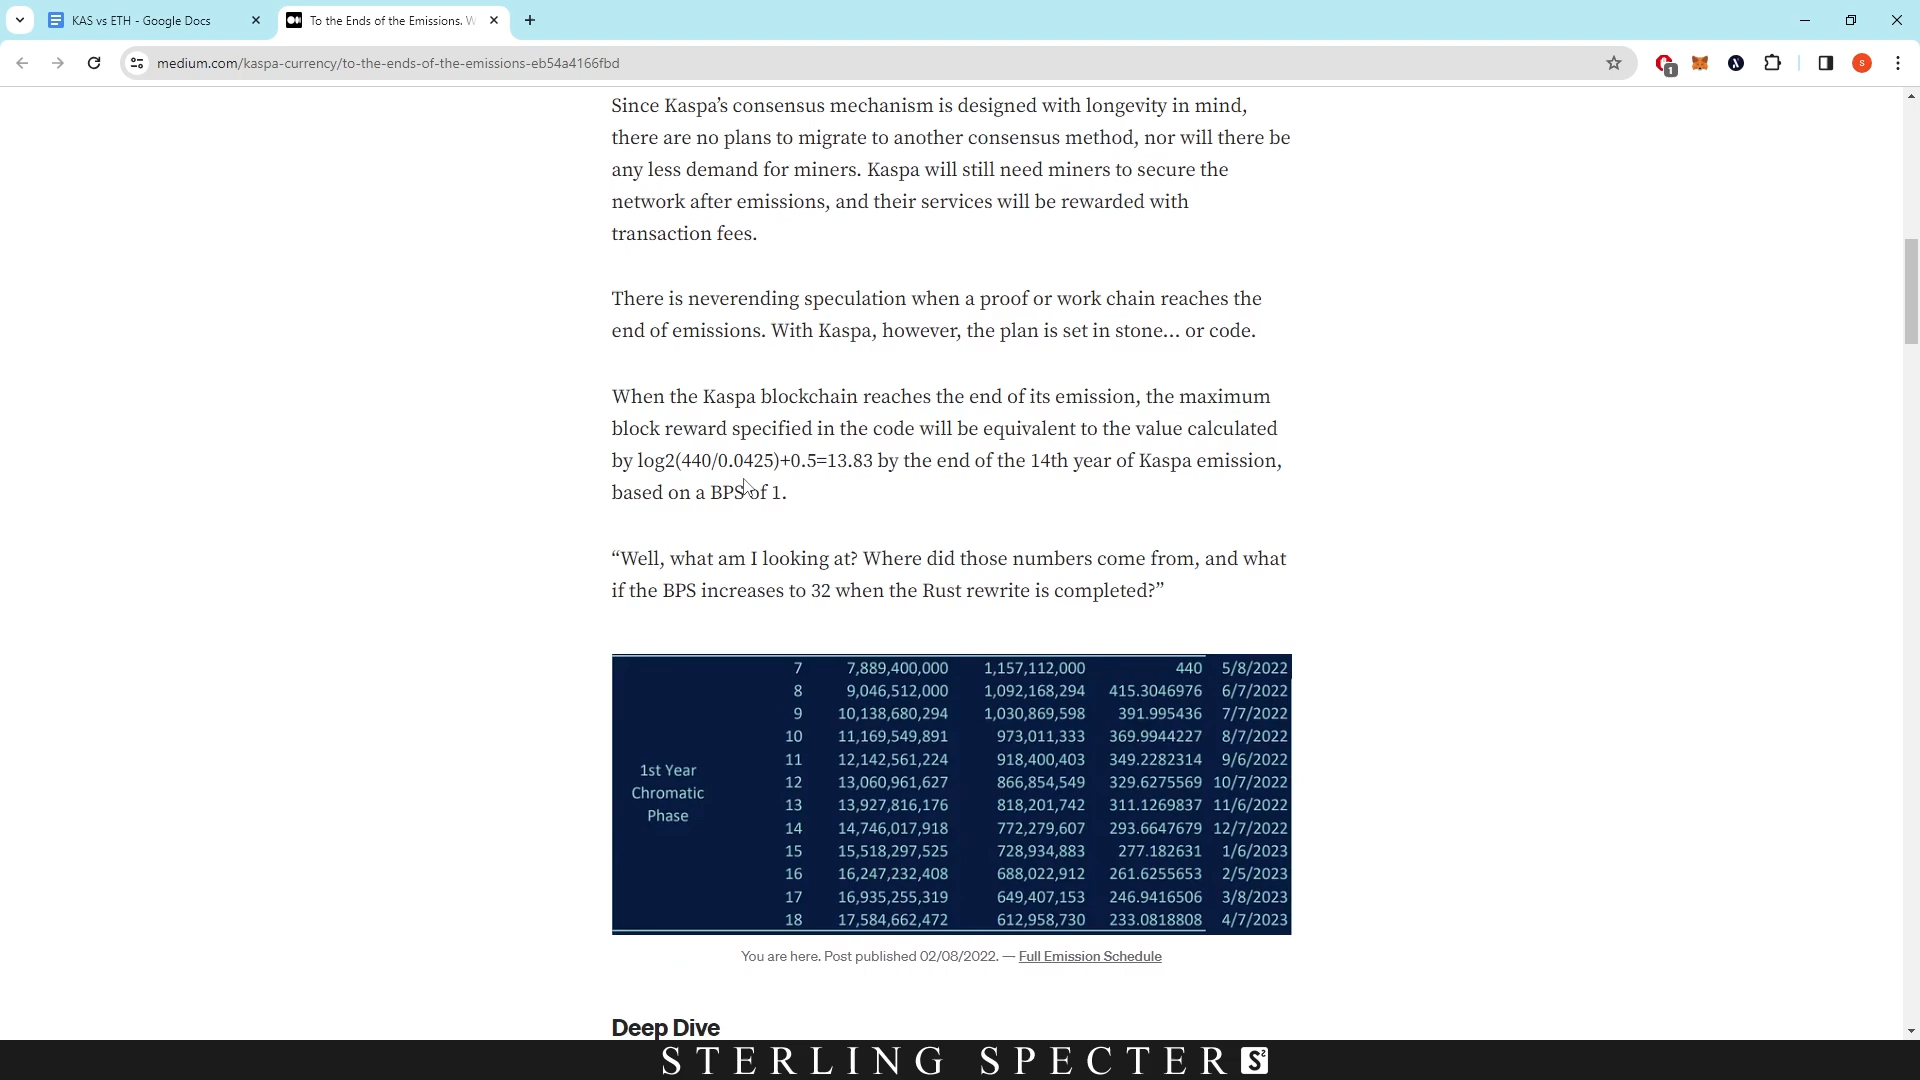 KAS vs ETH - Google Docs
To the Ends of the Emissions. W
medium.com/kaspa-currency/to-the-ends-of-the-emissions-eb54a4166fbd
1
S
Since Kaspa’s consensus mechanism is designed with longevity in mind,
there are no plans to migrate to another consensus method, nor will there be
any less demand for miners. Kaspa will still need miners to secure the
network after emissions, and their services will be rewarded with
transaction fees.
There is neverending speculation when a proof or work chain reaches the
end of emissions. With Kaspa, however, the plan is set in stone… or code.
When the Kaspa blockchain reaches the end of its emission, the maximum
block reward specified in the code will be equivalent to the value calculated
by log2(440/0.0425)+0.5=13.83 by the end of the 14th year of Kaspa emission,
based on a BPS of 1.
“Well, what am I looking at? Where did those numbers come from, and what
if the BPS increases to 32 when the Rust rewrite is completed?”
1st Year
Chromatic
Phase
7 7,889,400,000 1,157,112,000 440 5/8/2022
8 9,046,512,000 1,092,168,294 415.3046976 6/7/2022
9 10,138,680,294 1,030,869,598 391.995436 7/7/2022
10 11,169,549,891 973,011,333 369.9944227 8/7/2022
11 12,142,561,224 918,400,403 349.2282314 9/6/2022
12 13,060,961,627 866,854,549 329.6275569 10/7/2022
13 13,927,816,176 818,201,742 311.1269837 11/6/2022
14 14,746,017,918 772,279,607 293.6647679 12/7/2022
15 15,518,297,525 728,934,883 277.182631 1/6/2023
16 16,247,232,408 688,022,912 261.6255653 2/5/2023
17 16,935,255,319 649,407,153 246.9416506 3/8/2023
18 17,584,662,472 612,958,730 233.0818808 4/7/2023
You are here. Post published 02/08/2022. — Full Emission Schedule
Deep Dive
STERLING SPECTER S²